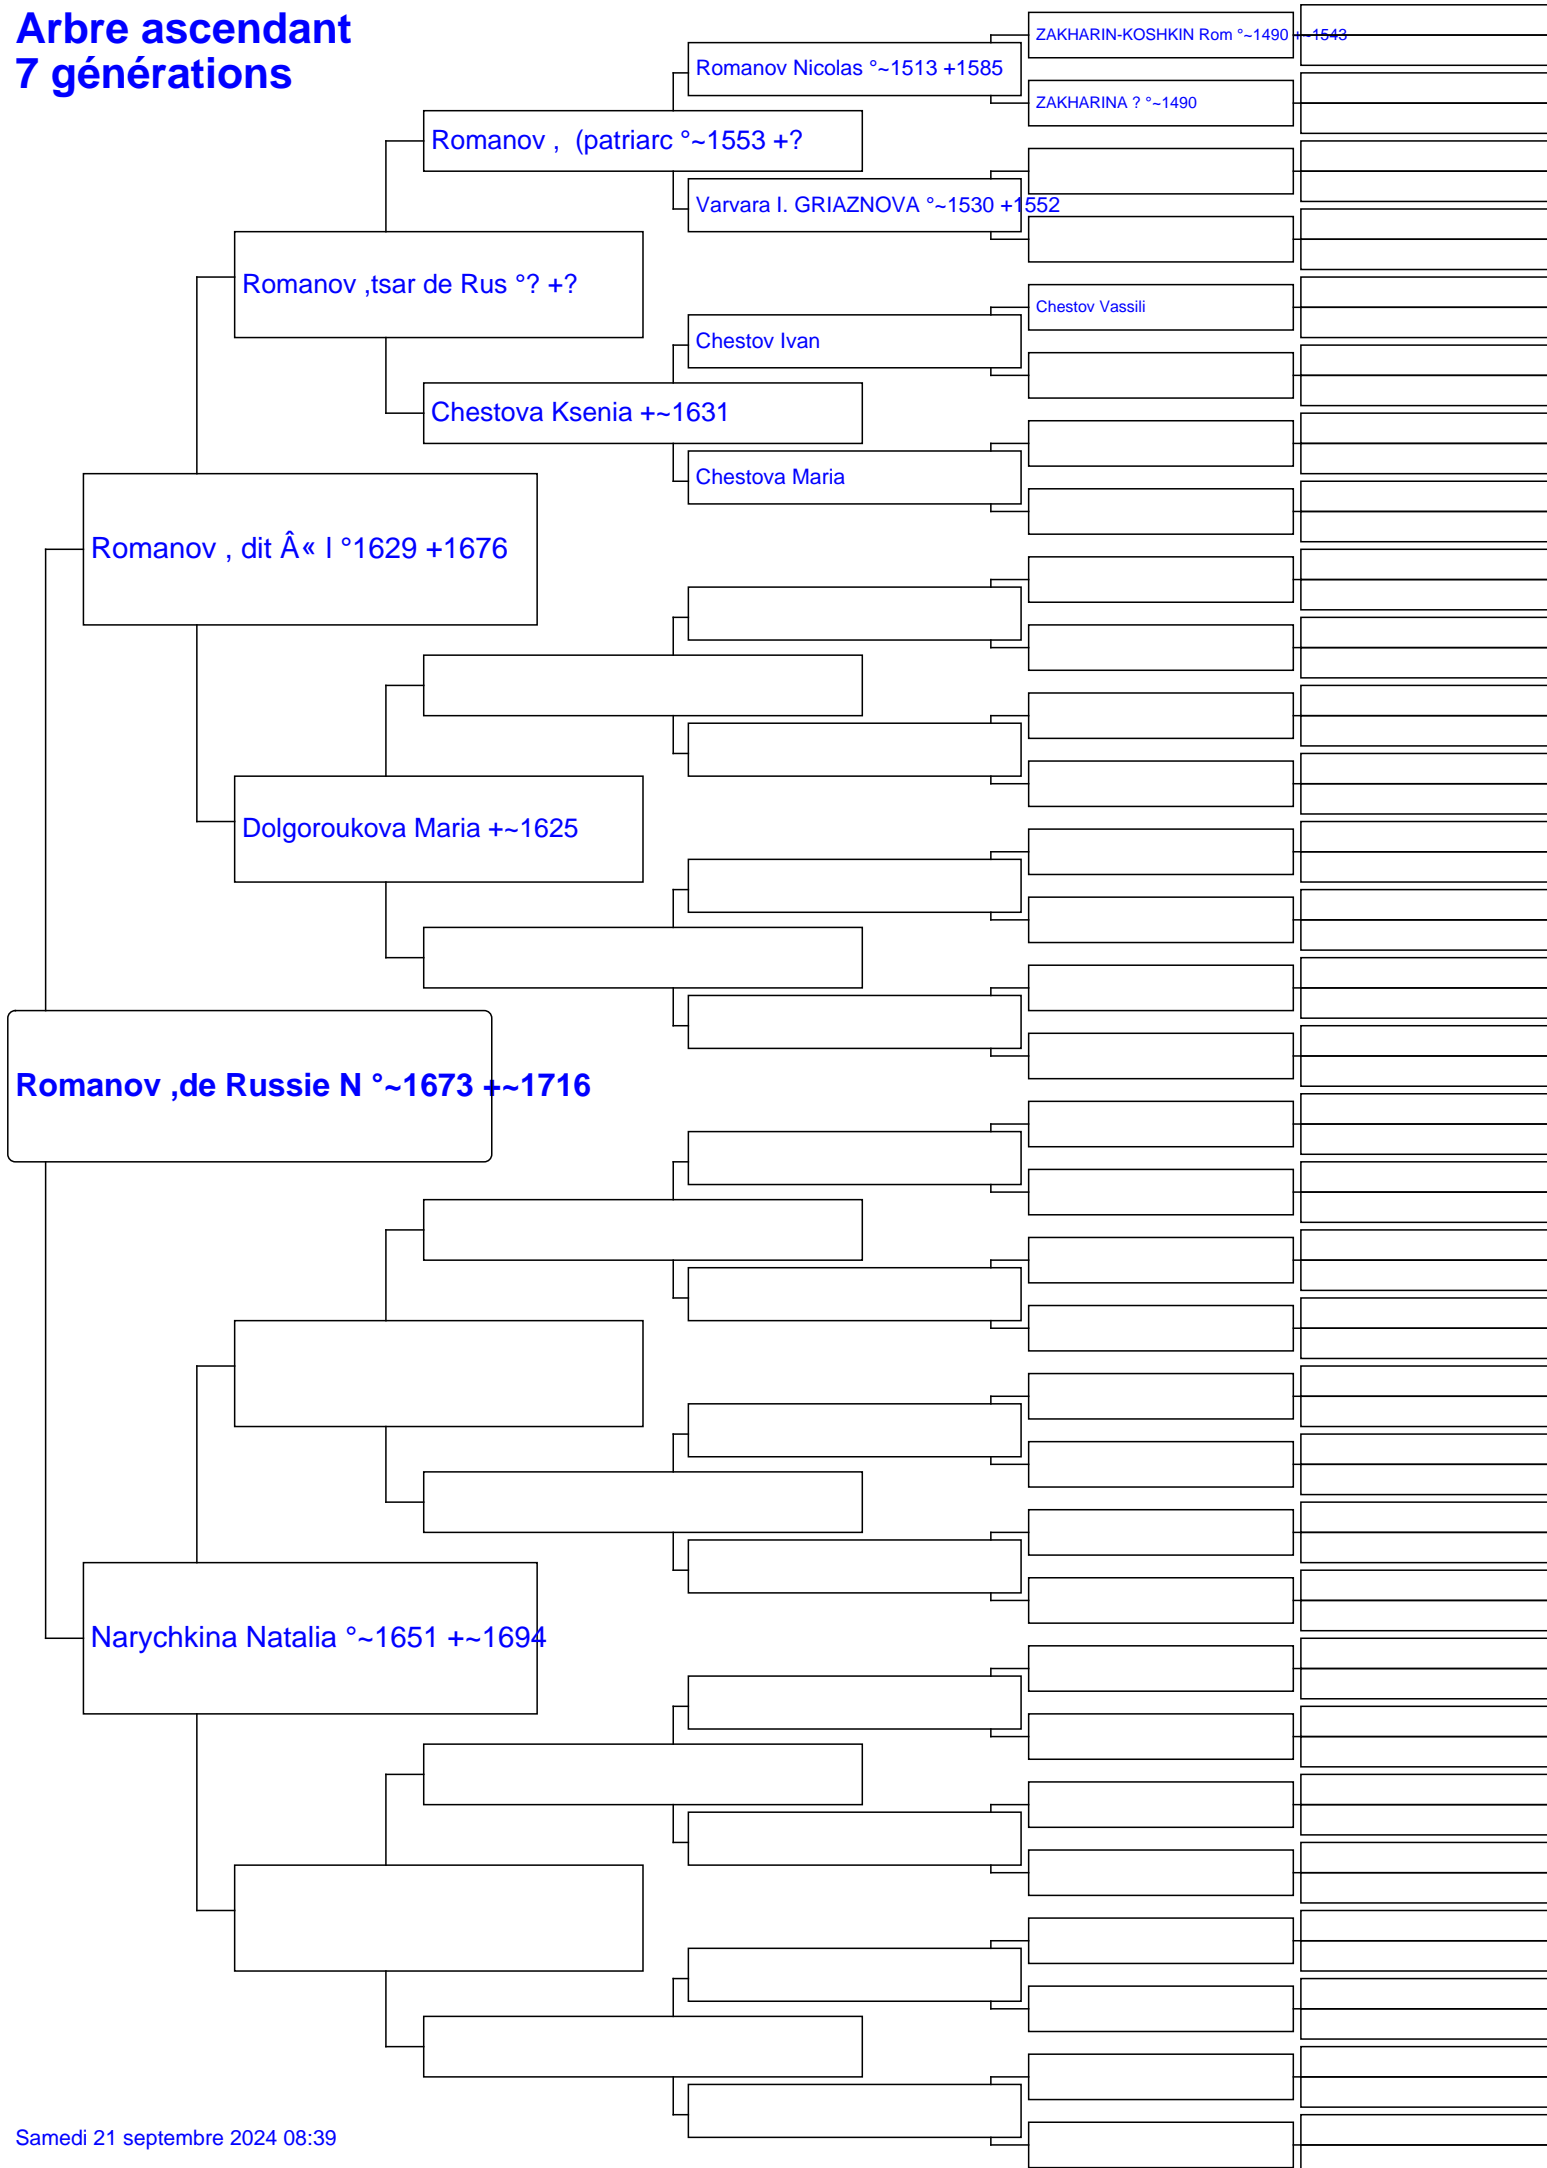 Arbre ascendant
7 générations
ZAKHARIN-KOSHKIN Rom °~1490 +~1543
Romanov Nicolas °~1513 +1585
ZAKHARINA ? °~1490
Romanov ,  (patriarc °~1553 +?
Varvara I. GRIAZNOVA °~1530 +1552
Romanov ,tsar de Rus °? +?
Chestov Vassili
Chestov Ivan
Chestova Ksenia +~1631
Chestova Maria
Romanov , dit Â« l °1629 +1676
Dolgoroukova Maria +~1625
Romanov ,de Russie N °~1673 +~1716
Narychkina Natalia °~1651 +~1694
Samedi 21 septembre 2024 08:39